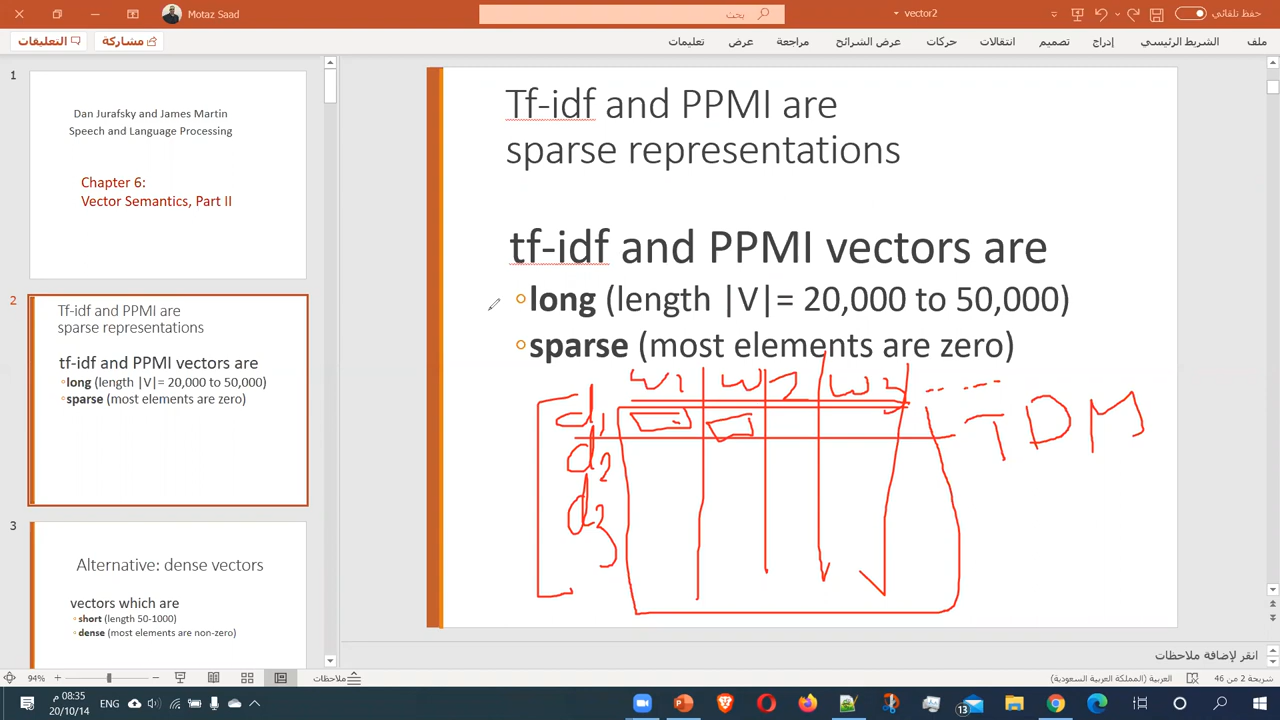 Motaz Saad
بحث
vector2
حفظ تلقائي
ملف
الشريط الرئيسي
إدراج
تصميم
انتقالات
حركات
عرض الشرائح
مراجعة
عرض
تعليمات
مشاركة
التعليقات
1
Dan Jurafsky and James Martin
Speech and Language Processing
Chapter 6:
Vector Semantics, Part II
2
Tf-idf and PPMI are
sparse representations
tf-idf and PPMI vectors are
long (length |V|= 20,000 to 50,000)
sparse (most elements are zero)
3
Alternative: dense vectors
vectors which are
short (length 50-1000)
dense (most elements are non-zero)
Tf-idf and PPMI are
sparse representations
tf-idf and PPMI vectors are
long (length |V|= 20,000 to 50,000)
sparse (most elements are zero)
w1 w2 w3 ......
d1
TDM
d2
d3
انقر لإضافة ملاحظات
94%
ملاحظات
العربية (المملكة العربية السعودية)
شريحة 2 من 46
08:35
20/10/14
ENG
13